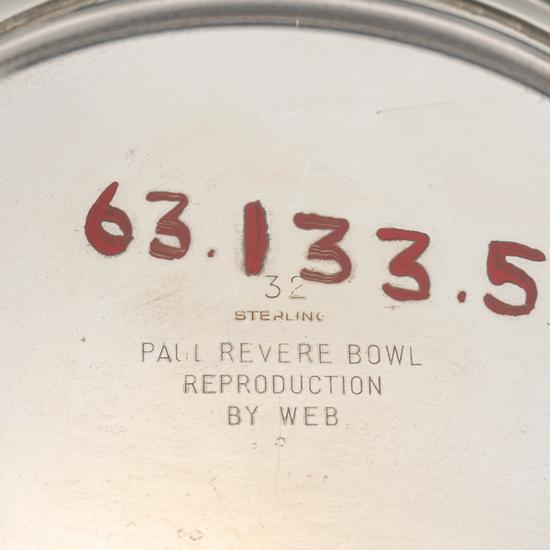 63.133.5
32
STERLING
PAUL REVERE BOWL
REPRODUCTION
BY WEB